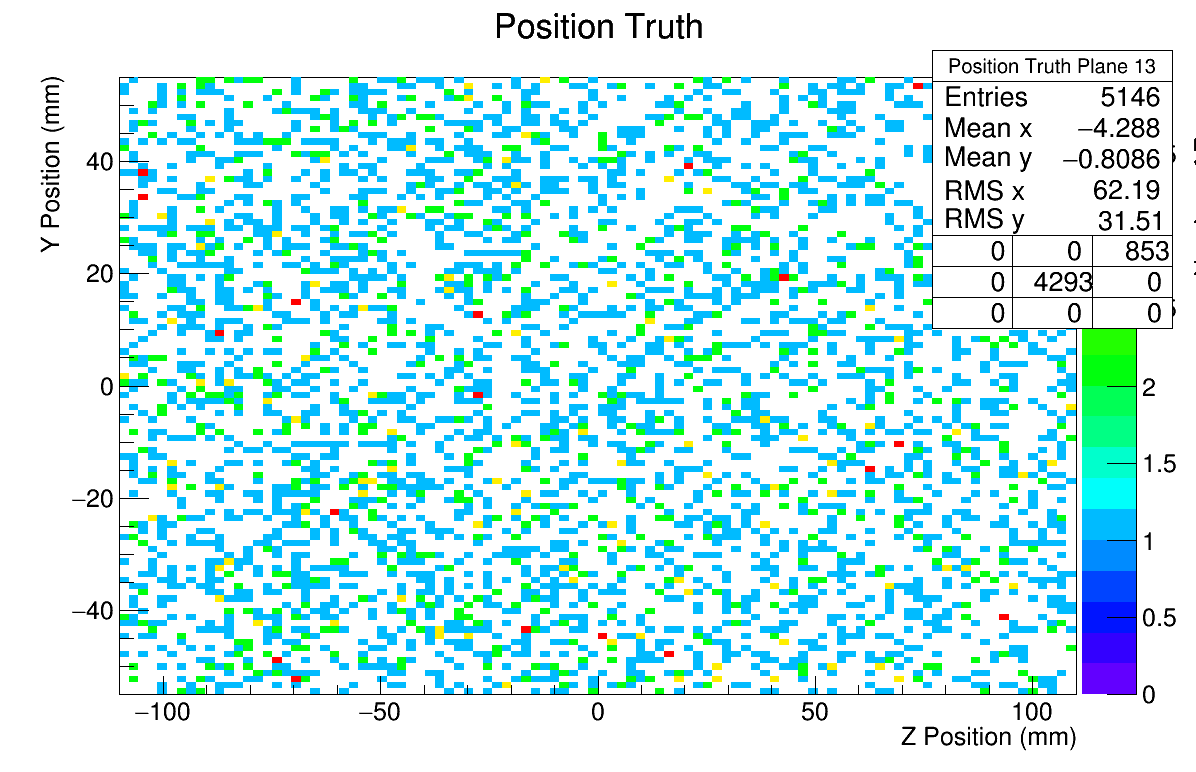 Position Truth
Y Position (mm)
Position Truth Plane 13
Entries 5146
Mean x −4.288
Mean y −0.8086
RMS x 62.19
RMS y 31.51
0 0 853
0 4293 0
0 0 0
40
20
0
−20
−40
2
1.5
1
0.5
0
−100 −50 0 50 100
Z Position (mm)